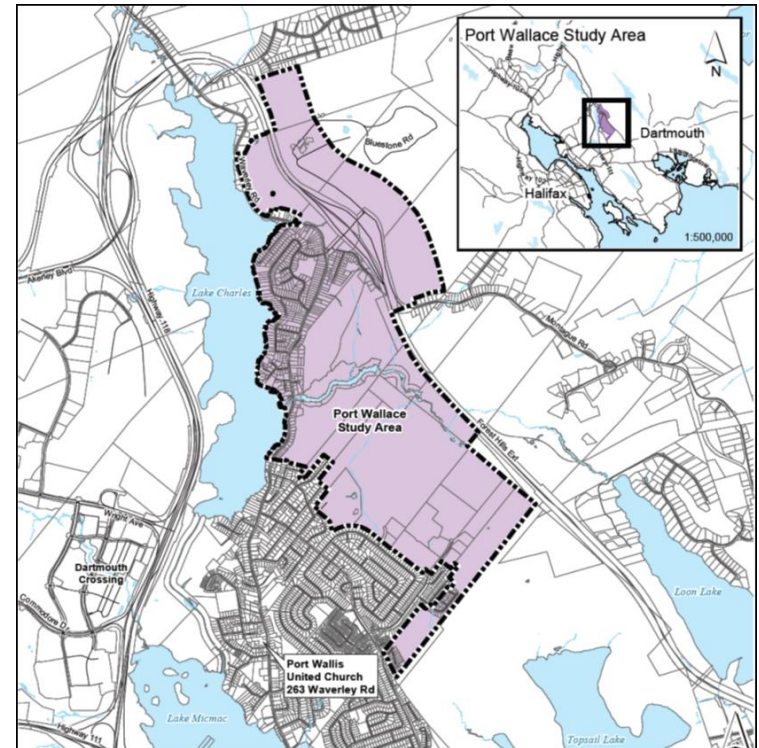 Port Wallace Study Area
N
Highway 101
Dartmouth
Halifax
1:500,000
Bluestone Rd
Waverley Rd
Akerley Blvd
Lake Charles
Highway 118
Montague Rd
Port Wallace
Study Area
Forest Hills Ext
Wright Ave
Dartmouth
Crossing
Loon Lake
Commodore Dr
Port Wallis
United Church
263 Waverley Rd
Lake Micmac
Highway 111
Topsail Lake